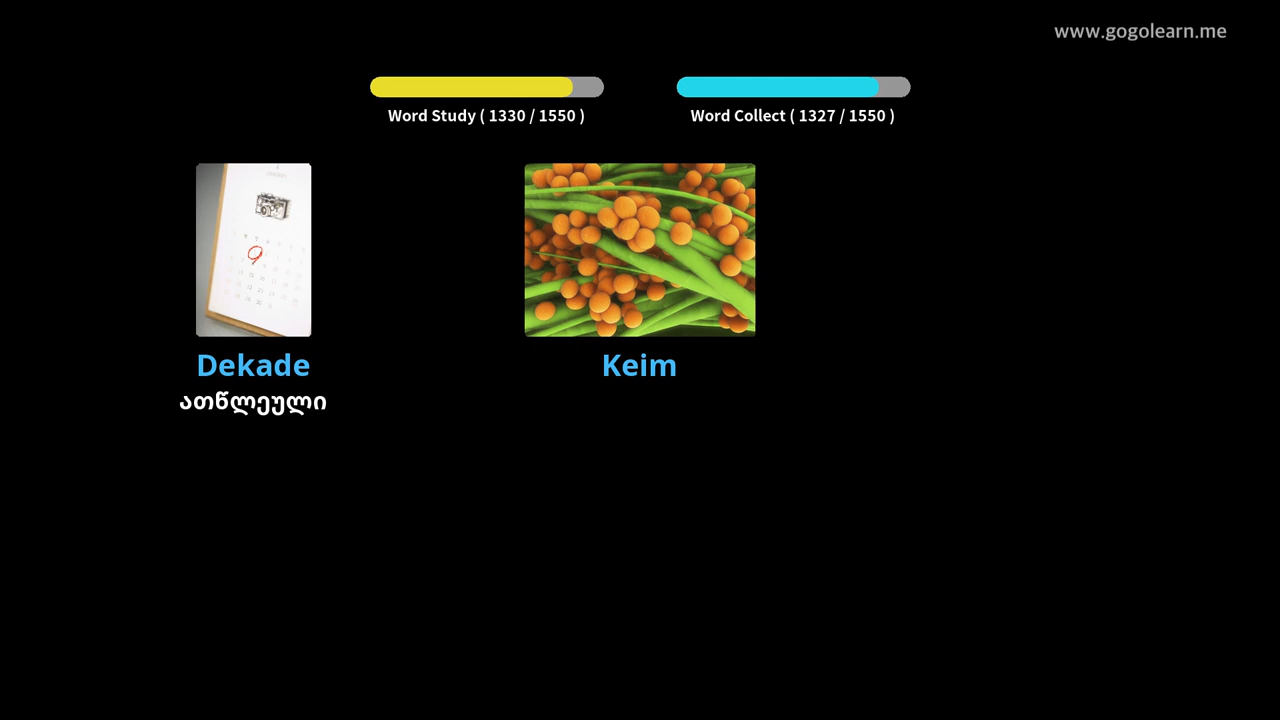 www.gogolearn.me
Word Study ( 1330 / 1550 )
Word Collect ( 1327 / 1550 )
Dekade
Keim
ათწლეული